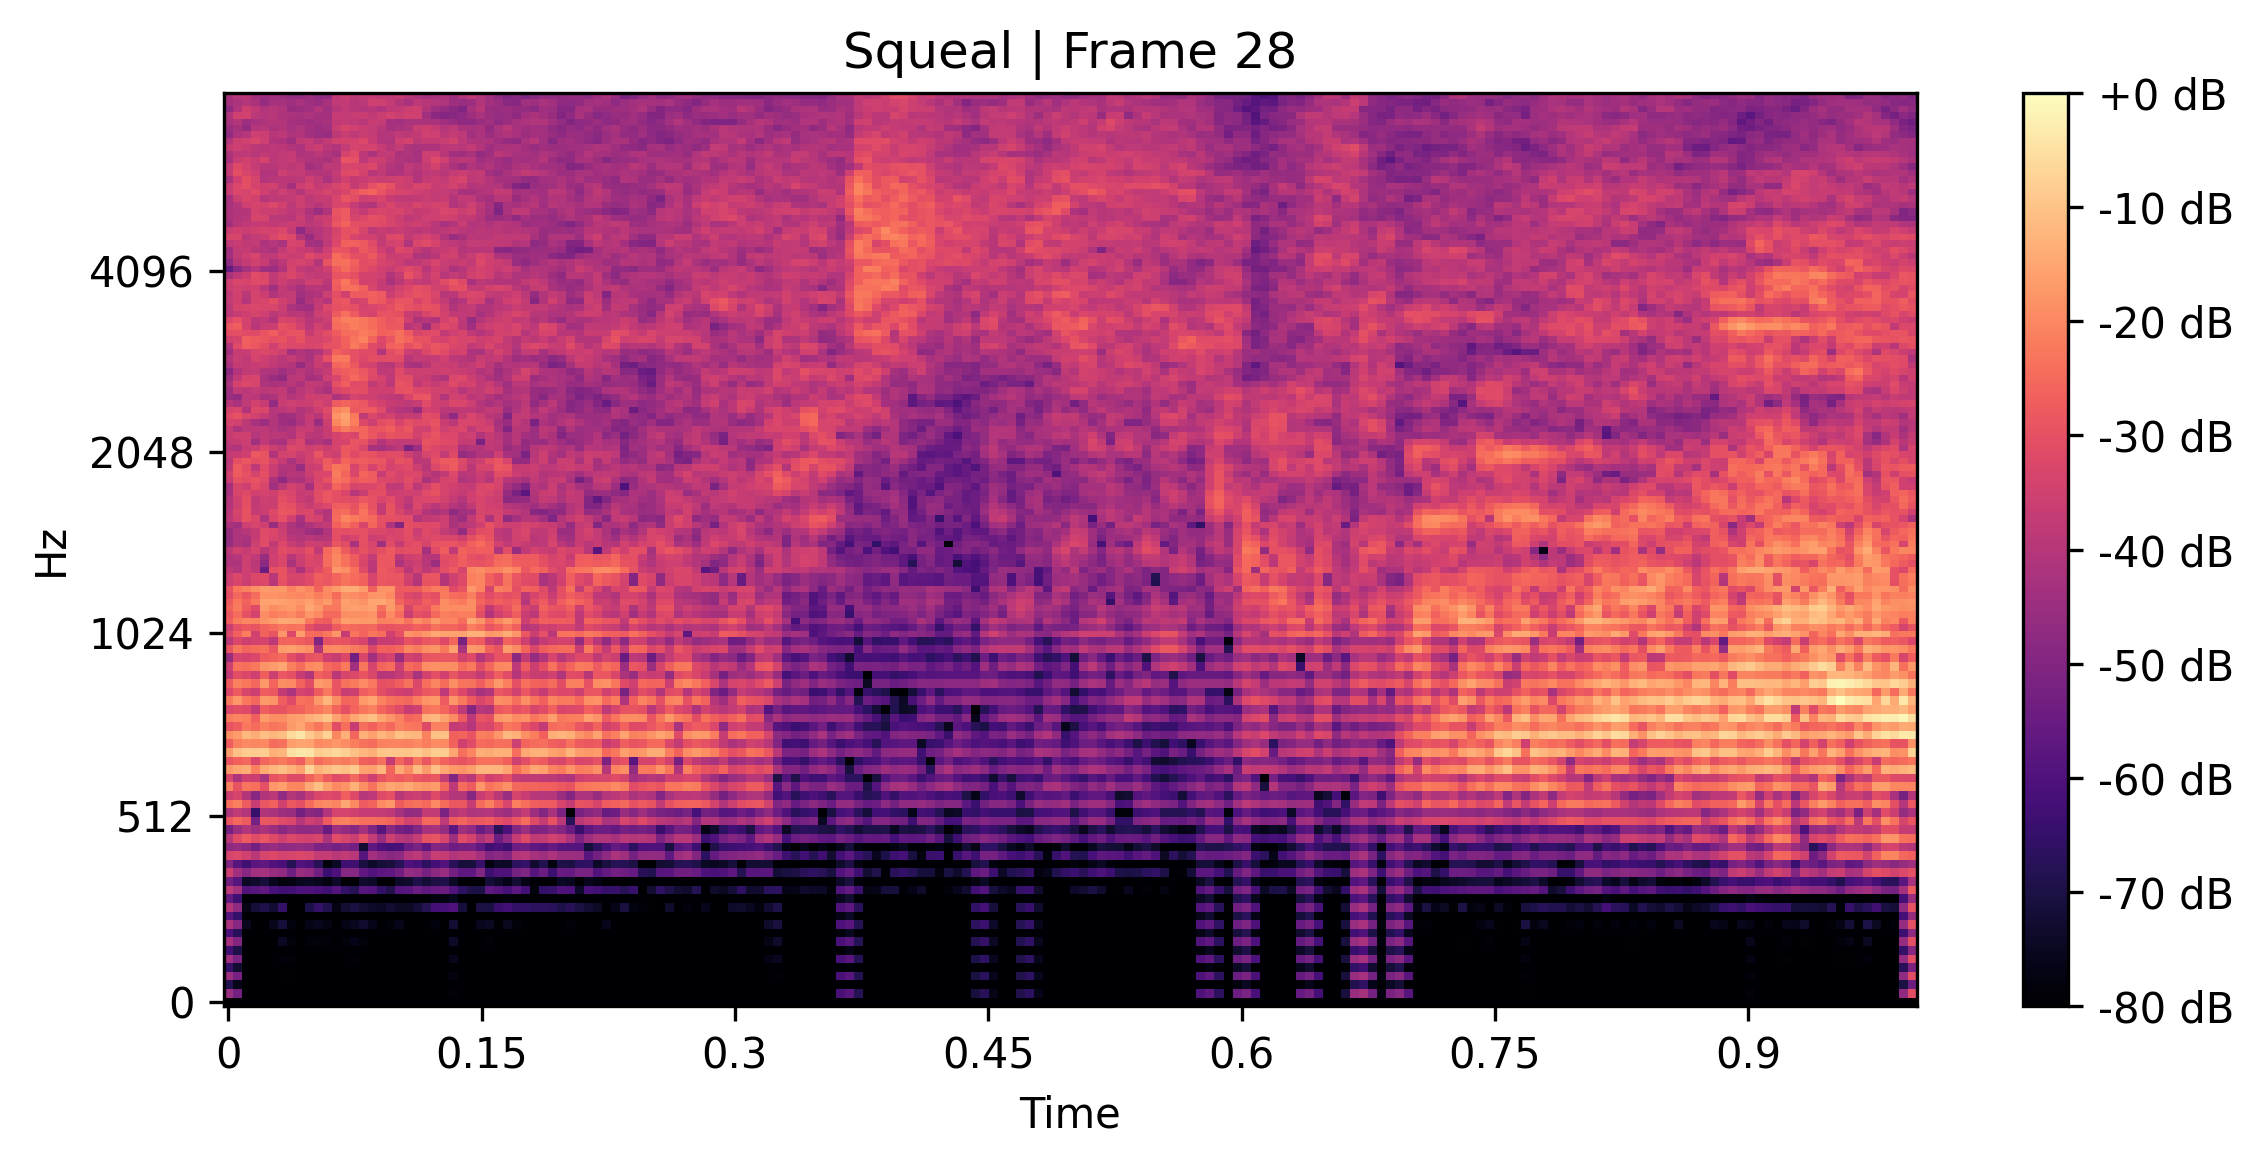 Squeal | Frame 28
+0 dB
-10 dB
-20 dB
-30 dB
-40 dB
-50 dB
-60 dB
-70 dB
-80 dB
Hz
4096
2048
1024
512
0
0 0.15 0.3 0.45 0.6 0.75 0.9
Time